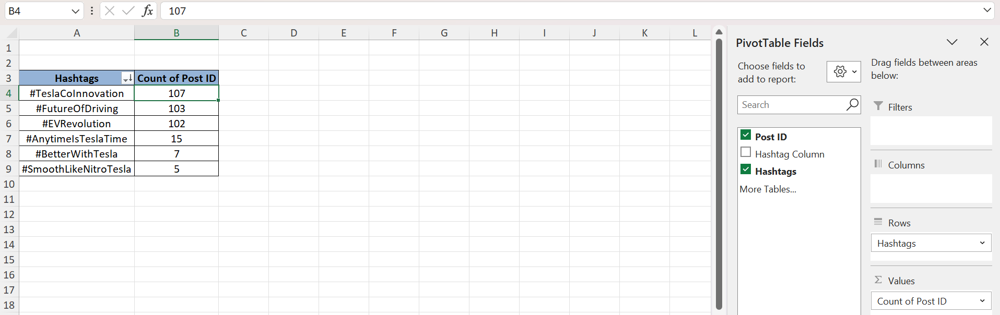 B4
fx
107
A B C D E F G H I J K L
1
2
3 Hashtags Count of Post ID
4 #TeslaCoInnovation 107
5 #FutureOfDriving 103
6 #EVRevolution 102
7 #AnytimeIsTeslaTime 15
8 #BetterWithTesla 7
9 #SmoothLikeNitroTesla 5
10
11
12
13
14
15
16
17
18
PivotTable Fields
Choose fields to
add to report:
Search
Post ID
Hashtag Column
Hashtags
More Tables...
Drag fields between areas
below:
Filters
Columns
Rows
Hashtags
Σ Values
Count of Post ID